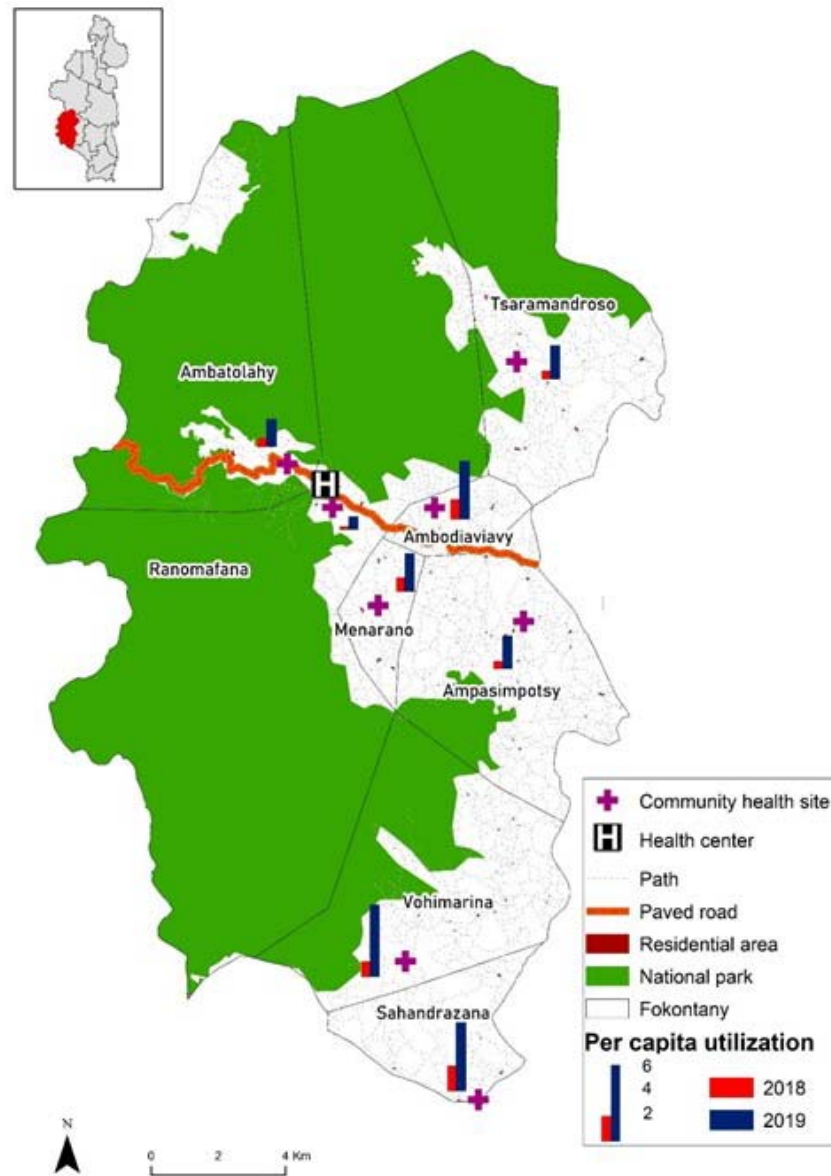 Tsaramandroso
Ambatolahy
H
Ambodiaviavy
Ranomafana
Menarano
Ampasimpotsy
Vohimarina
Sahandrazana
Community health site
H Health center
Path
Paved road
Residential area
National park
Fokontany
Per capita utilization
6
4
2
2018
2019
N
0 2 4 Km